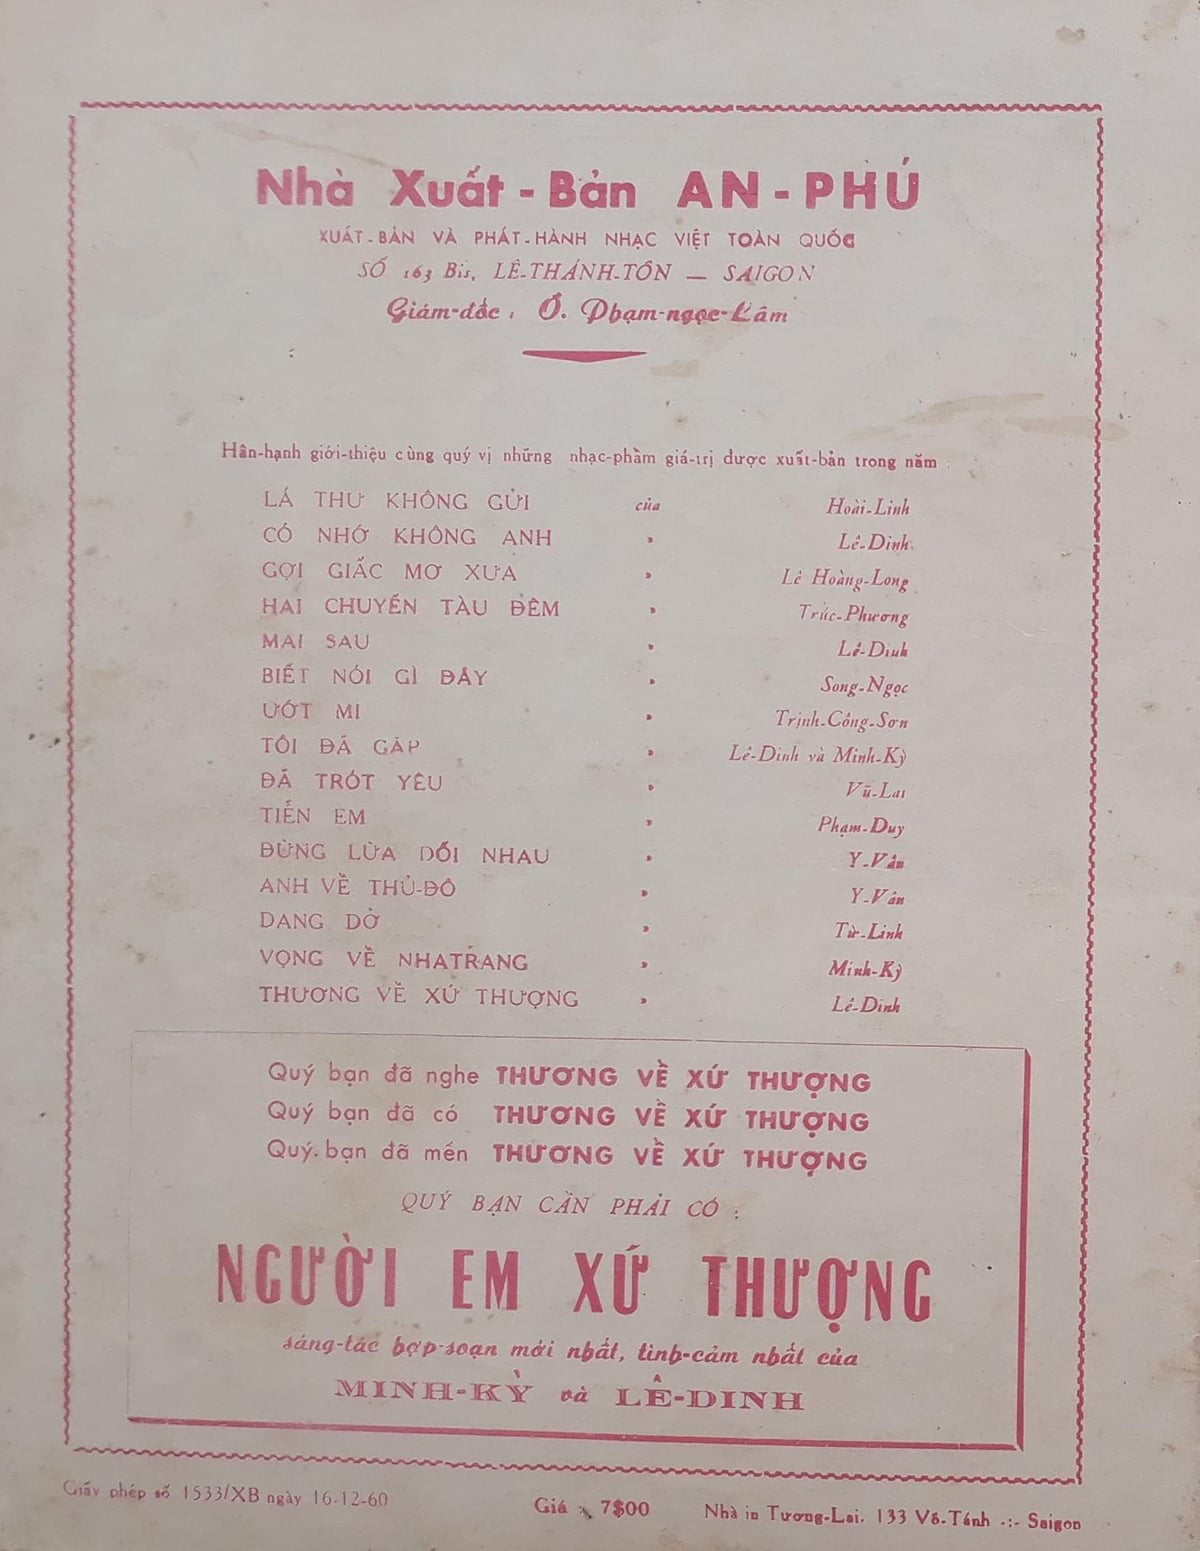 Nhà Xuất-Bản AN-PHÚ
XUẤT-BẢN VÀ PHÁT-HÀNH NHẠC VIỆT TOÀN QUỐC
SỐ 163 Bis, LÊ-THÁNH-TÔN — SAIGON
Giám-đốc : Ô. Phạm-ngọc-Lâm
Hân-hạnh giới-thiệu cùng quý vị những nhạc-phẩm giá-trị được xuất-bản trong năm :
LÁ THƯ KHÔNG GỬI của Hoài-Linh
CÓ NHỚ KHÔNG ANH » Lê-Dinh
GỢI GIẤC MƠ XƯA » Lê Hoàng-Long
HAI CHUYẾN TÀU ĐÊM » Trúc-Phương
MAI SAU » Lê-Dinh
BIẾT NÓI GÌ ĐÂY » Song-Ngọc
ƯỚT MI » Trịnh-Công-Sơn
TÔI ĐÃ GẶP » Lê-Dinh và Minh-Kỳ
ĐÃ TRÓT YÊU » Vũ-Lai
TIỄN EM » Phạm-Duy
ĐỪNG LỪA DỐI NHAU » Y-Vân
ANH VỀ THỦ-ĐÔ » Y-Vân
DANG DỞ » Từ-Linh
VỌNG VỀ NHATRANG » Minh-Kỳ
THƯƠNG VỀ XỨ THƯỢNG » Lê-Dinh
Quý bạn đã nghe THƯƠNG VỀ XỨ THƯỢNG
Quý bạn đã có THƯƠNG VỀ XỨ THƯỢNG
Quý bạn đã mến THƯƠNG VỀ XỨ THƯỢNG
QUÝ BẠN CẦN PHẢI CÓ :
NGƯỜI EM XỨ THƯỢNG
sáng-tác hợp-soạn mới nhất, tình-cảm nhất của
MINH-KỲ và LÊ-DINH
Giấy phép số 1533/XB ngày 16-12-60
Giá : 7$00
Nhà in Tương-Lai. 133 Võ-Tánh -:- Saigon